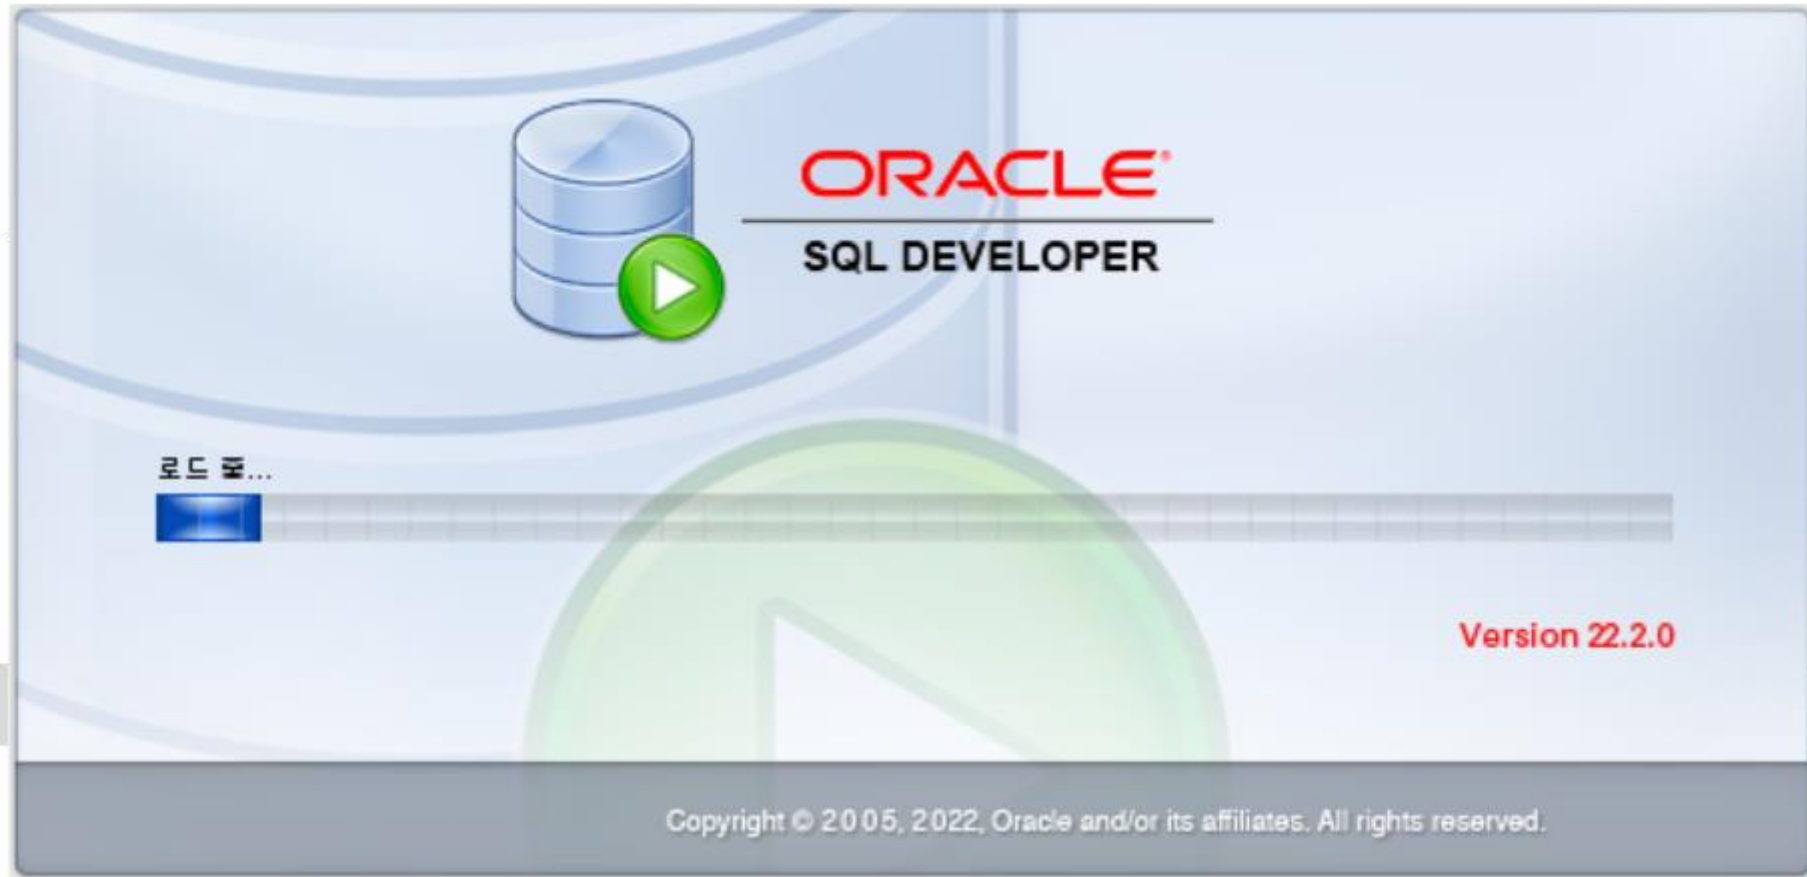 ORACLE
SQL DEVELOPER
로드 중...
Version 22.2.0
Copyright © 2005, 2022, Oracle and/or its affiliates. All rights reserved.